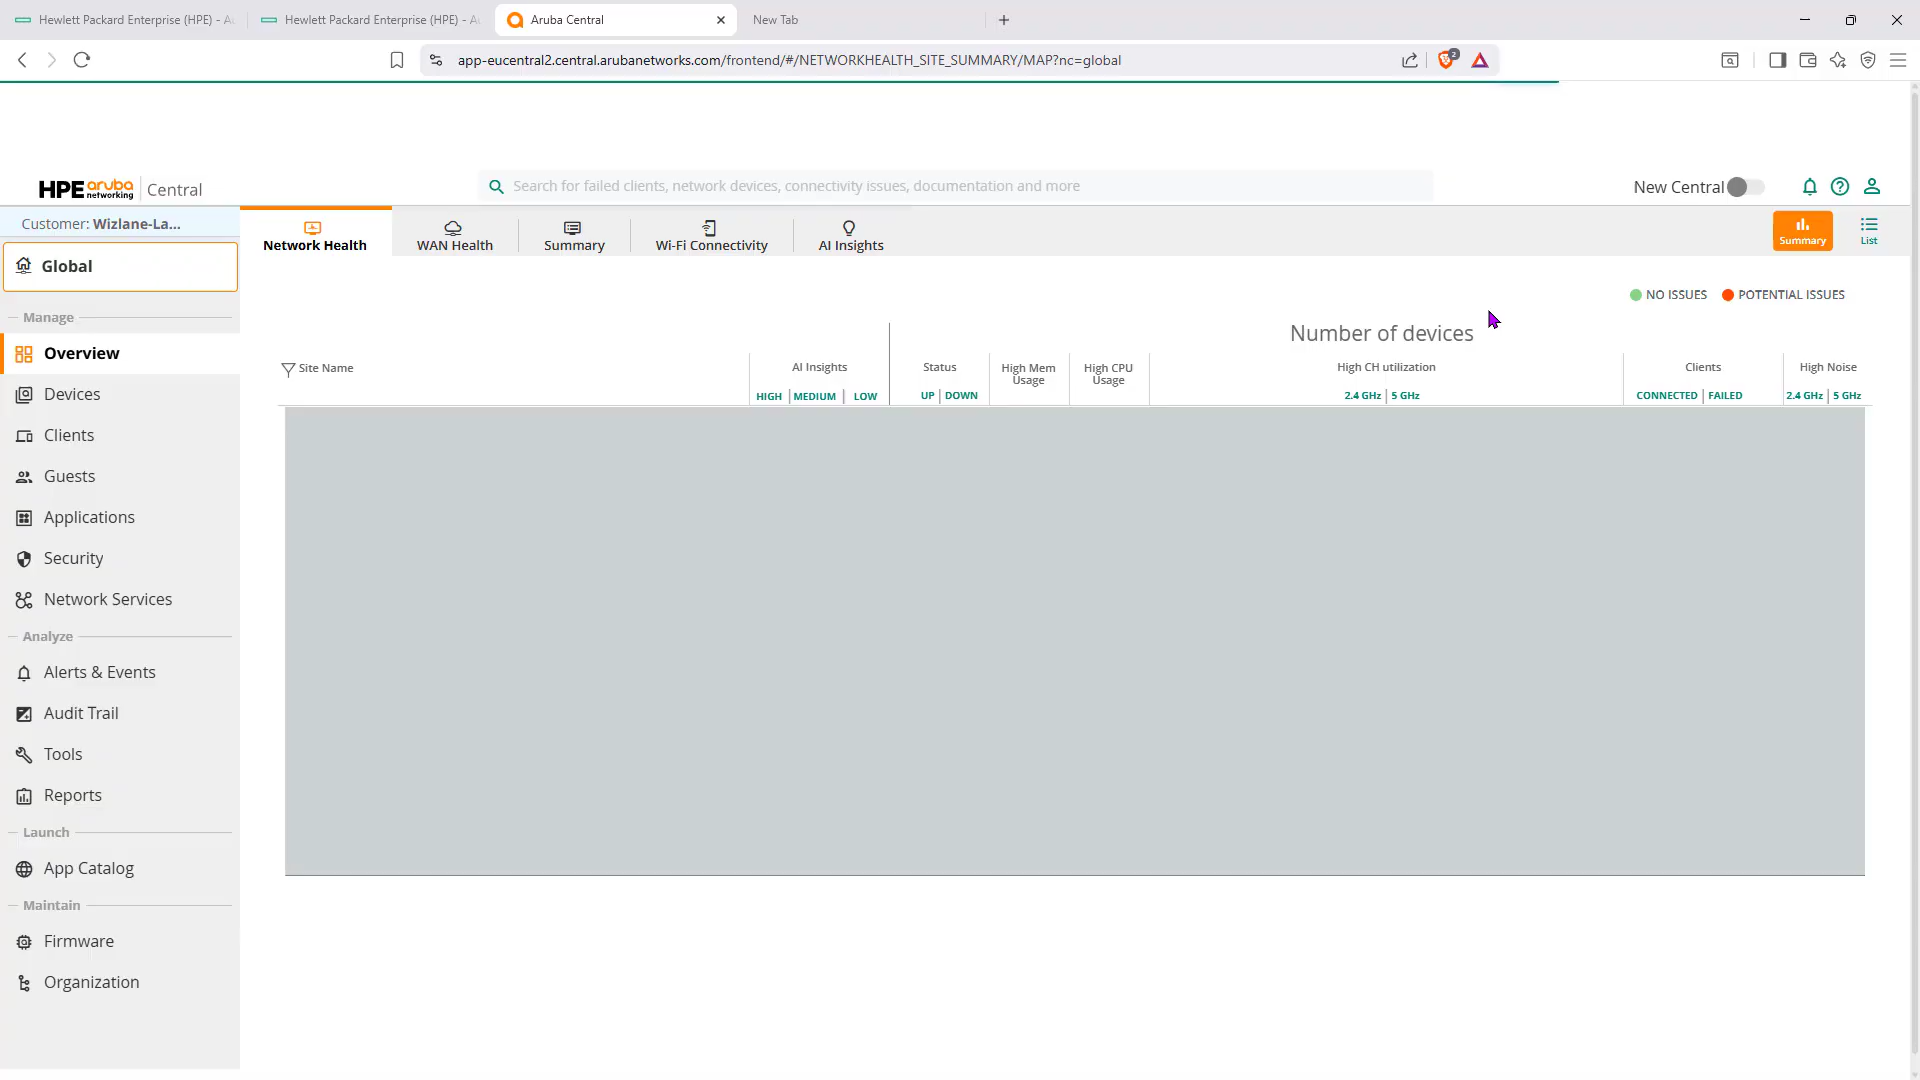 Hewlett Packard Enterprise (HPE) - A
Hewlett Packard Enterprise (HPE) - A
Aruba Central
New Tab
app-eucentral2.central.arubanetworks.com/frontend/#/NETWORKHEALTH_SITE_SUMMARY/MAP?nc=global
2
HPE aruba networking Central
Search for failed clients, network devices, connectivity issues, documentation and more
New Central
Customer: Wizlane-La...
Network Health
WAN Health
Summary
Wi-Fi Connectivity
AI Insights
Summary
List
Global
NO ISSUES
POTENTIAL ISSUES
Manage
Number of devices
Overview
Site Name
AI Insights
Status
High Mem
Usage
High CPU
Usage
High CH utilization
Clients
High Noise
HIGH
MEDIUM
LOW
UP
DOWN
2.4 GHz
5 GHz
CONNECTED
FAILED
2.4 GHz
5 GHz
Devices
Clients
Guests
Applications
Security
Network Services
Analyze
Alerts & Events
Audit Trail
Tools
Reports
Launch
App Catalog
Maintain
Firmware
Organization